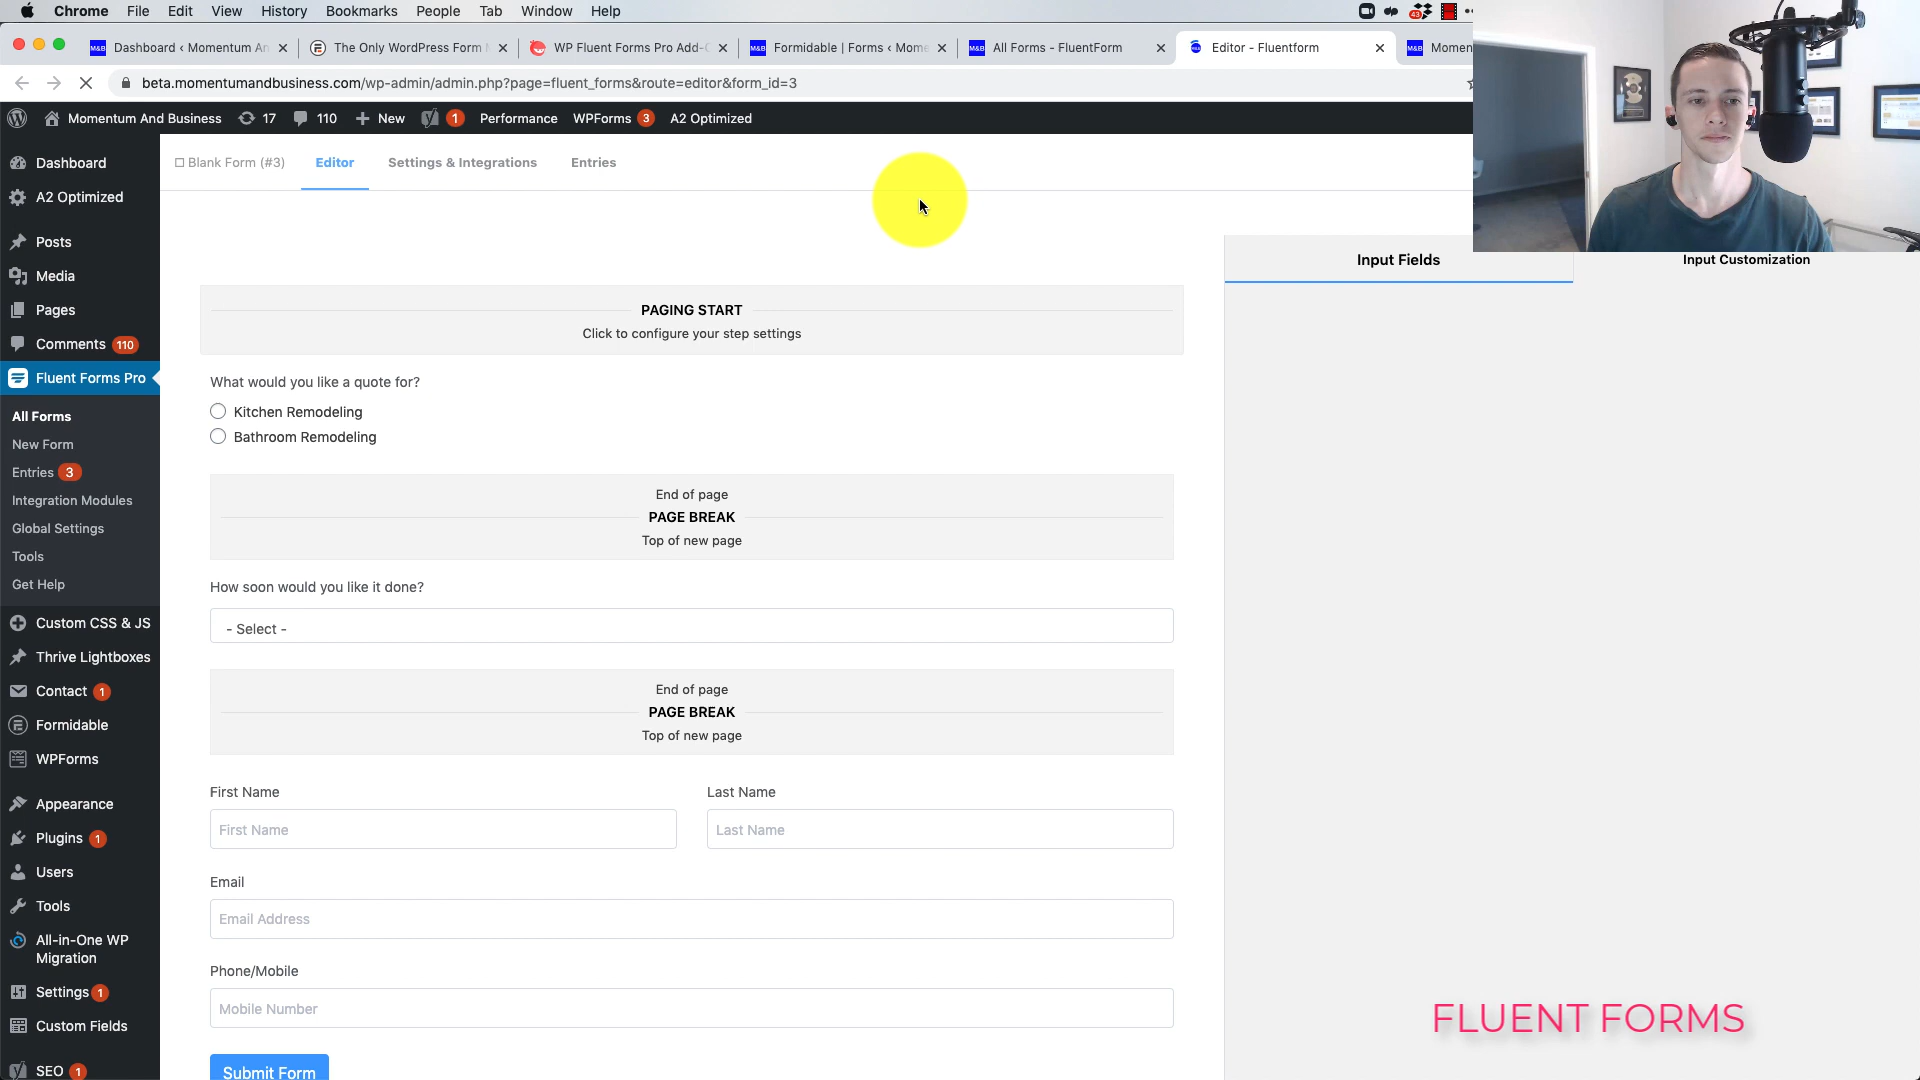 Chrome File Edit View History Bookmarks People Tab Window Help
43
M&B Dashboard ‹ Momentum An
The Only WordPress Form
WP Fluent Forms Pro Add-
M&B Formidable | Forms ‹ Mome
M&B All Forms - FluentForm
Editor - Fluentform
M&B Momen
beta.momentumandbusiness.com/wp-admin/admin.php?page=fluent_forms&route=editor&form_id=3
Momentum And Business 17 110 New 1 Performance WPForms 3 A2 Optimized
Dashboard
A2 Optimized
Posts
Media
Pages
Comments 110
Fluent Forms Pro
All Forms
New Form
Entries 3
Integration Modules
Global Settings
Tools
Get Help
Custom CSS & JS
Thrive Lightboxes
Contact 1
Formidable
WPForms
Appearance
Plugins 1
Users
Tools
All-in-One WP
Migration
Settings 1
Custom Fields
SEO 1
Blank Form (#3) Editor Settings & Integrations Entries
PAGING START
Click to configure your step settings
What would you like a quote for?
Kitchen Remodeling
Bathroom Remodeling
End of page
PAGE BREAK
Top of new page
How soon would you like it done?
- Select -
End of page
PAGE BREAK
Top of new page
First Name Last Name
First Name Last Name
Email
Email Address
Phone/Mobile
Mobile Number
Submit Form
Input Fields Input Customization
FLUENT FORMS